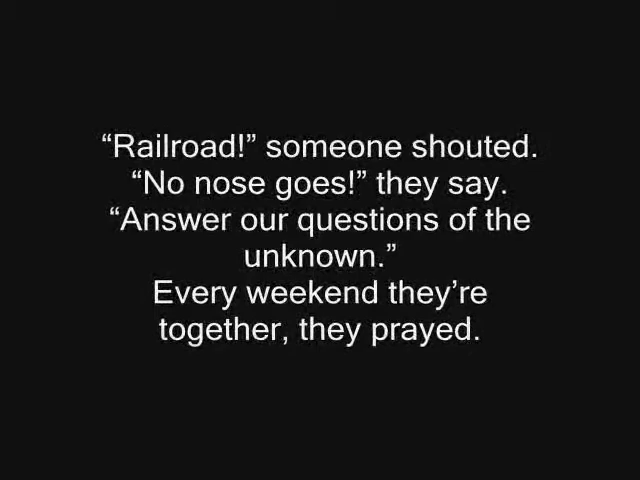 “Railroad!” someone shouted.
“No nose goes!” they say.
“Answer our questions of the
unknown.”
Every weekend they’re
together, they prayed.